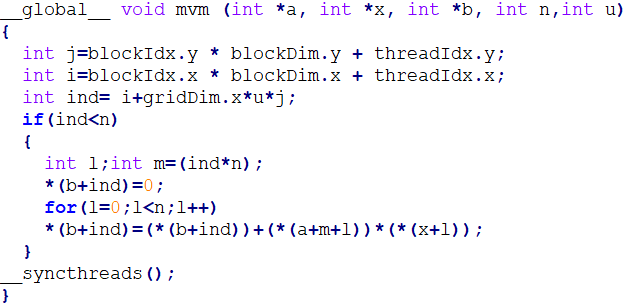 __global__ void mvm (int *a, int *x, int *b, int n,int u)
{
int j=blockIdx.y * blockDim.y + threadIdx.y;
int i=blockIdx.x * blockDim.x + threadIdx.x;
int ind= i+gridDim.x*u*j;
if(ind<n)
{
int l;int m=(ind*n);
*(b+ind)=0;
for(l=0;l<n;l++)
*(b+ind)=(*(b+ind))+(*(a+m+l))*(*(x+l));
}
__syncthreads();
}